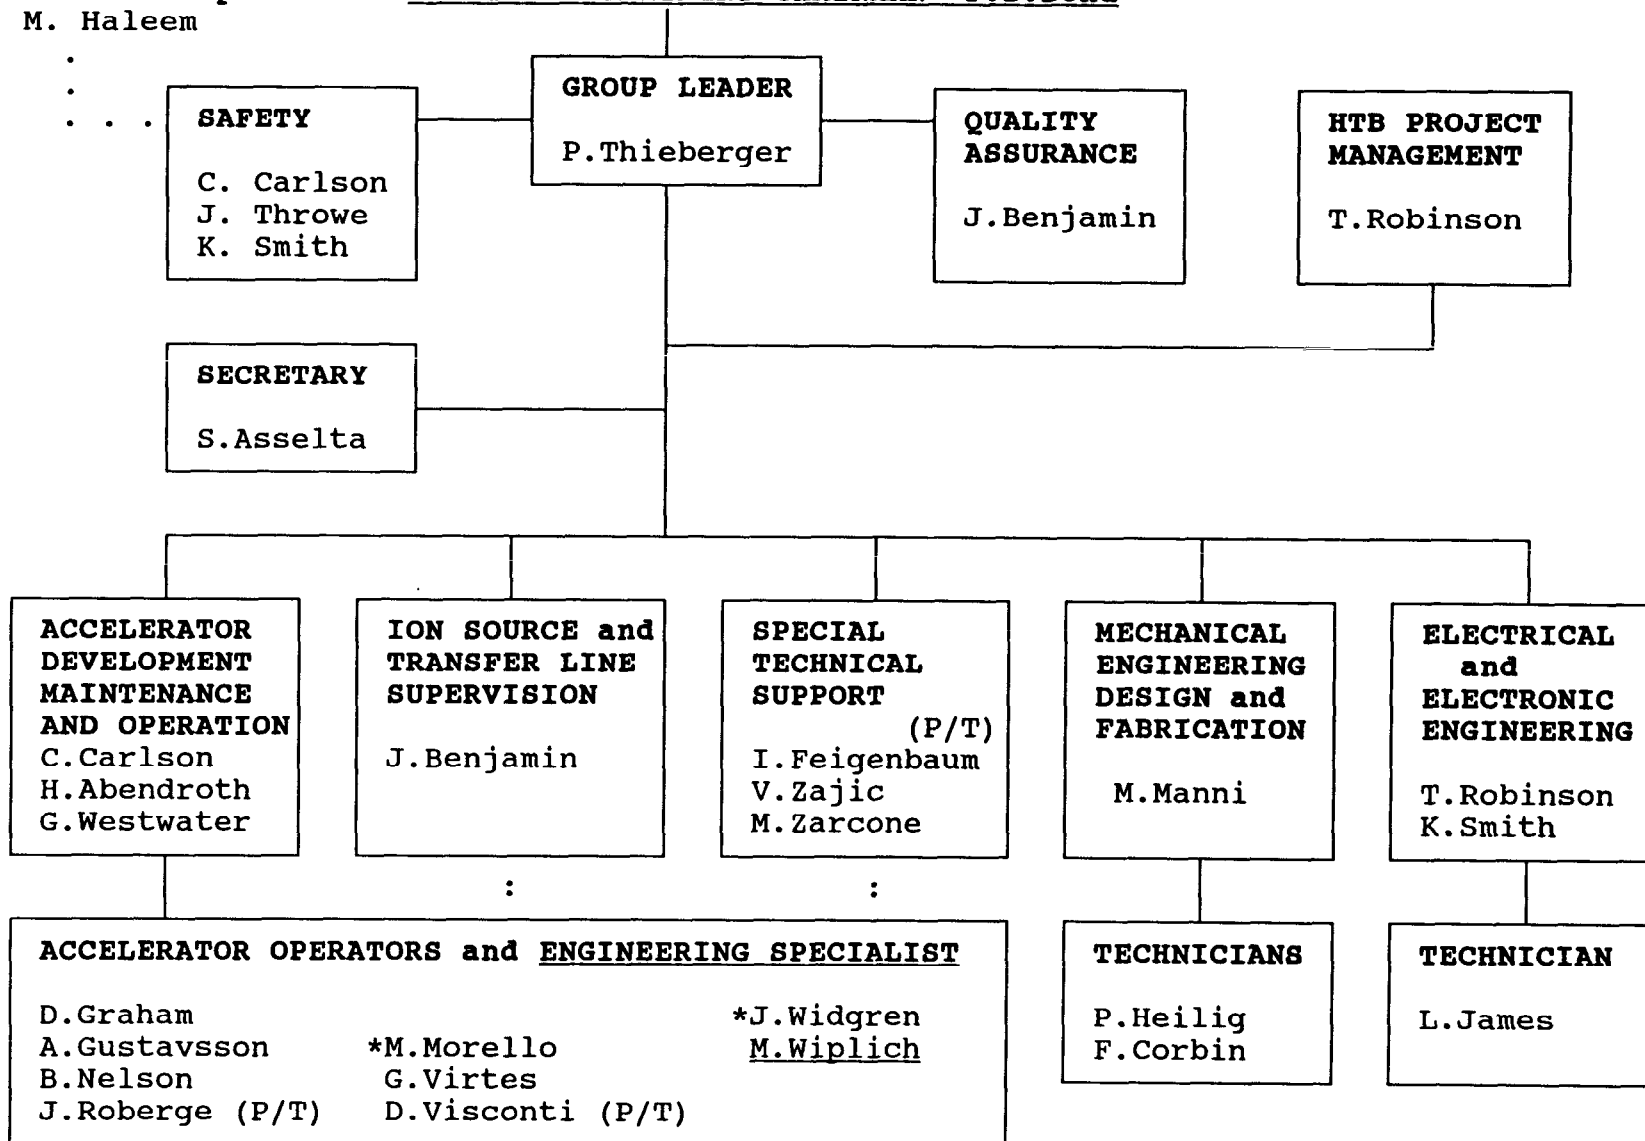 M. Haleem
.
.
. . .
SAFETY
C. Carlson
J. Throwe
K. Smith
GROUP LEADER
P.Thieberger
QUALITY
ASSURANCE
J.Benjamin
HTB PROJECT
MANAGEMENT
T.Robinson
SECRETARY
S.Asselta
ACCELERATOR
DEVELOPMENT
MAINTENANCE
AND OPERATION
C.Carlson
H.Abendroth
G.Westwater
ION SOURCE and
TRANSFER LINE
SUPERVISION
J.Benjamin
:
SPECIAL
TECHNICAL
SUPPORT
(P/T)
I.Feigenbaum
V.Zajic
M.Zarcone
:
MECHANICAL
ENGINEERING
DESIGN and
FABRICATION
M.Manni
ELECTRICAL
and
ELECTRONIC
ENGINEERING
T.Robinson
K.Smith
ACCELERATOR OPERATORS and ENGINEERING SPECIALIST
D.Graham
A.Gustavsson
B.Nelson
J.Roberge (P/T)
*M.Morello
G.Virtes
D.Visconti (P/T)
*J.Widgren
M.Wiplich
TECHNICIANS
P.Heilig
F.Corbin
TECHNICIAN
L.James